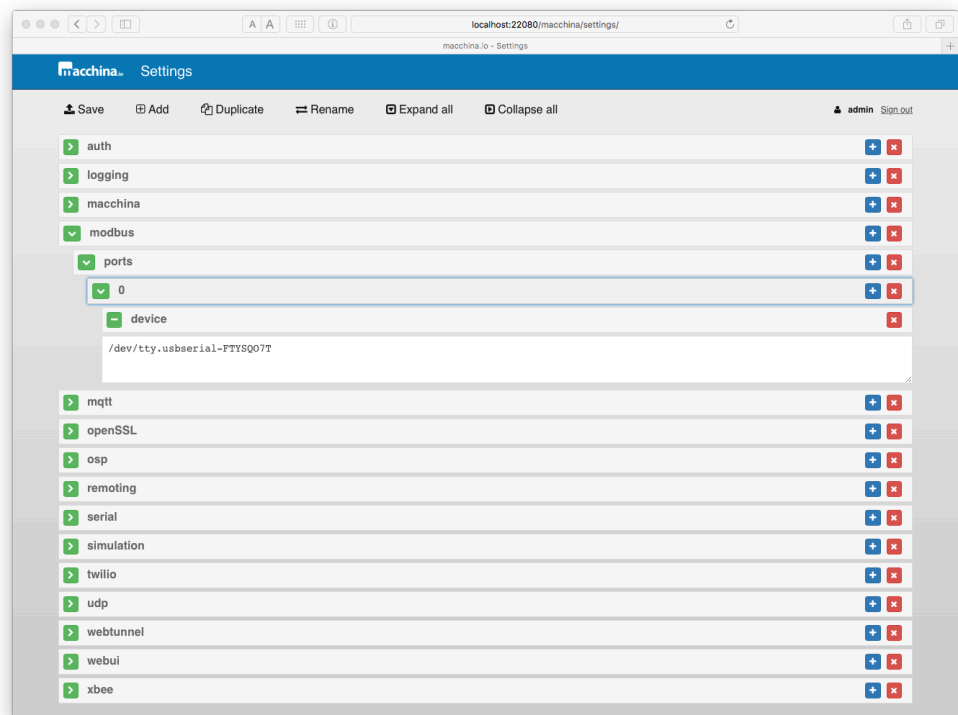 A A localhost:22080/macchina/settings/
macchina.io - Settings
macchina.io Settings
Save Add Duplicate Rename Expand all Collapse all admin Sign out
auth
logging
macchina
modbus
ports
0
device
/dev/tty.usbserial-FTYSQO7T
mqtt
openSSL
osp
remoting
serial
simulation
twilio
udp
webtunnel
webui
xbee